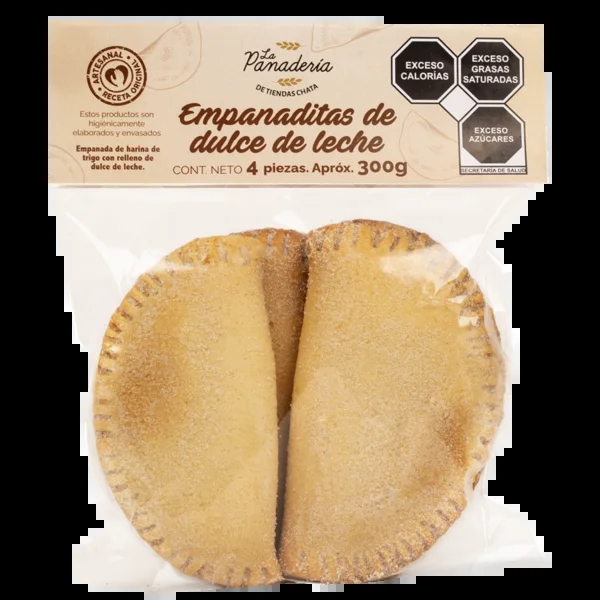 ARTESANAL
RECETA ORIGINAL
Estos productos son
higiénicamente
elaborados y envasados
Empanada de harina de
trigo con relleno de
dulce de leche.
La
Panadería
DE TIENDAS CHATA
Empanaditas de
dulce de leche
CONT. NETO 4 piezas. Apróx. 300g
EXCESO
CALORÍAS
EXCESO
GRASAS
SATURADAS
EXCESO
AZÚCARES
SECRETARÍA DE SALUD